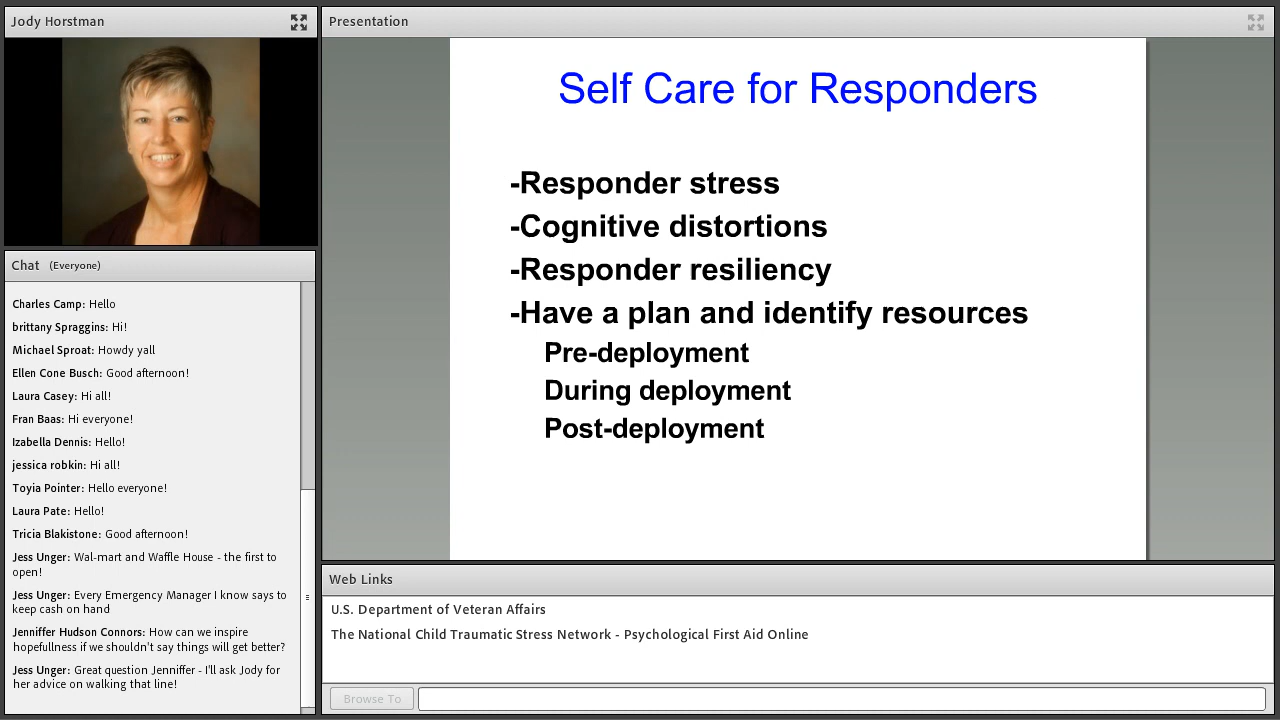 Jody Horstman
Presentation
Self Care for Responders
-Responder stress
-Cognitive distortions
-Responder resiliency
-Have a plan and identify resources
Pre-deployment
During deployment
Post-deployment
Chat (Everyone)
Charles Camp: Hello
brittany Spraggins: Hi!
Michael Sproat: Howdy yall
Ellen Cone Busch: Good afternoon!
Laura Casey: Hi all!
Fran Baas: Hi everyone!
Izabella Dennis: Hello!
jessica robkin: Hi all!
Toyia Pointer: Hello everyone!
Laura Pate: Hello!
Tricia Blakistone: Good afternoon!
Jess Unger: Wal-mart and Waffle House - the first to
open!
Jess Unger: Every Emergency Manager I know says to
keep cash on hand
Jenniffer Hudson Connors: How can we inspire
hopefullness if we shouldn't say things will get better?
Jess Unger: Great question Jenniffer - I'll ask Jody for
her advice on walking that line!
Web Links
U.S. Department of Veteran Affairs
The National Child Traumatic Stress Network - Psychological First Aid Online
Browse To